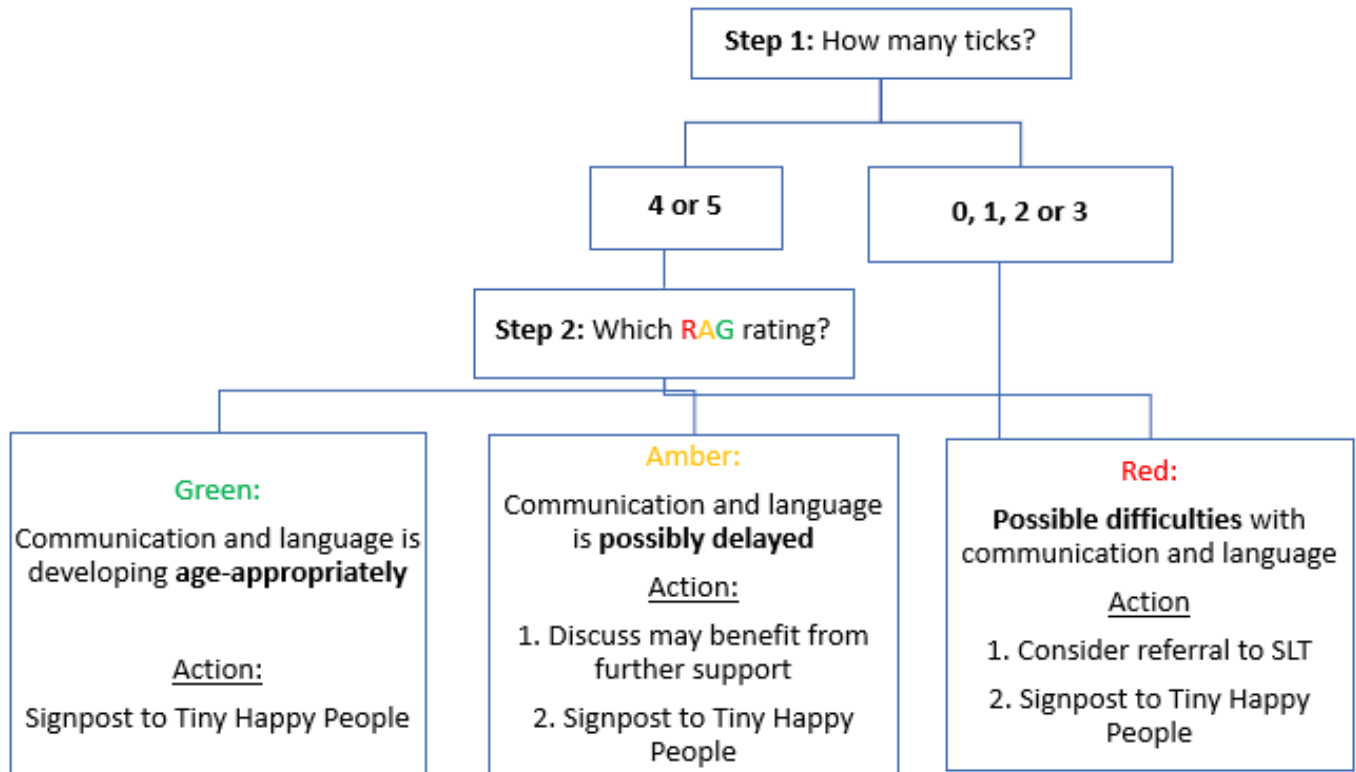 Step 1: How many ticks?
4 or 5
0, 1, 2 or 3
Step 2: Which RAG rating?
Green:
Communication and language is
developing age-appropriately
Action:
Signpost to Tiny Happy People
Amber:
Communication and language
is possibly delayed
Action:
1. Discuss may benefit from
further support
2. Signpost to Tiny Happy
People
Red:
Possible difficulties with
communication and language
Action
1. Consider referral to SLT
2. Signpost to Tiny Happy
People